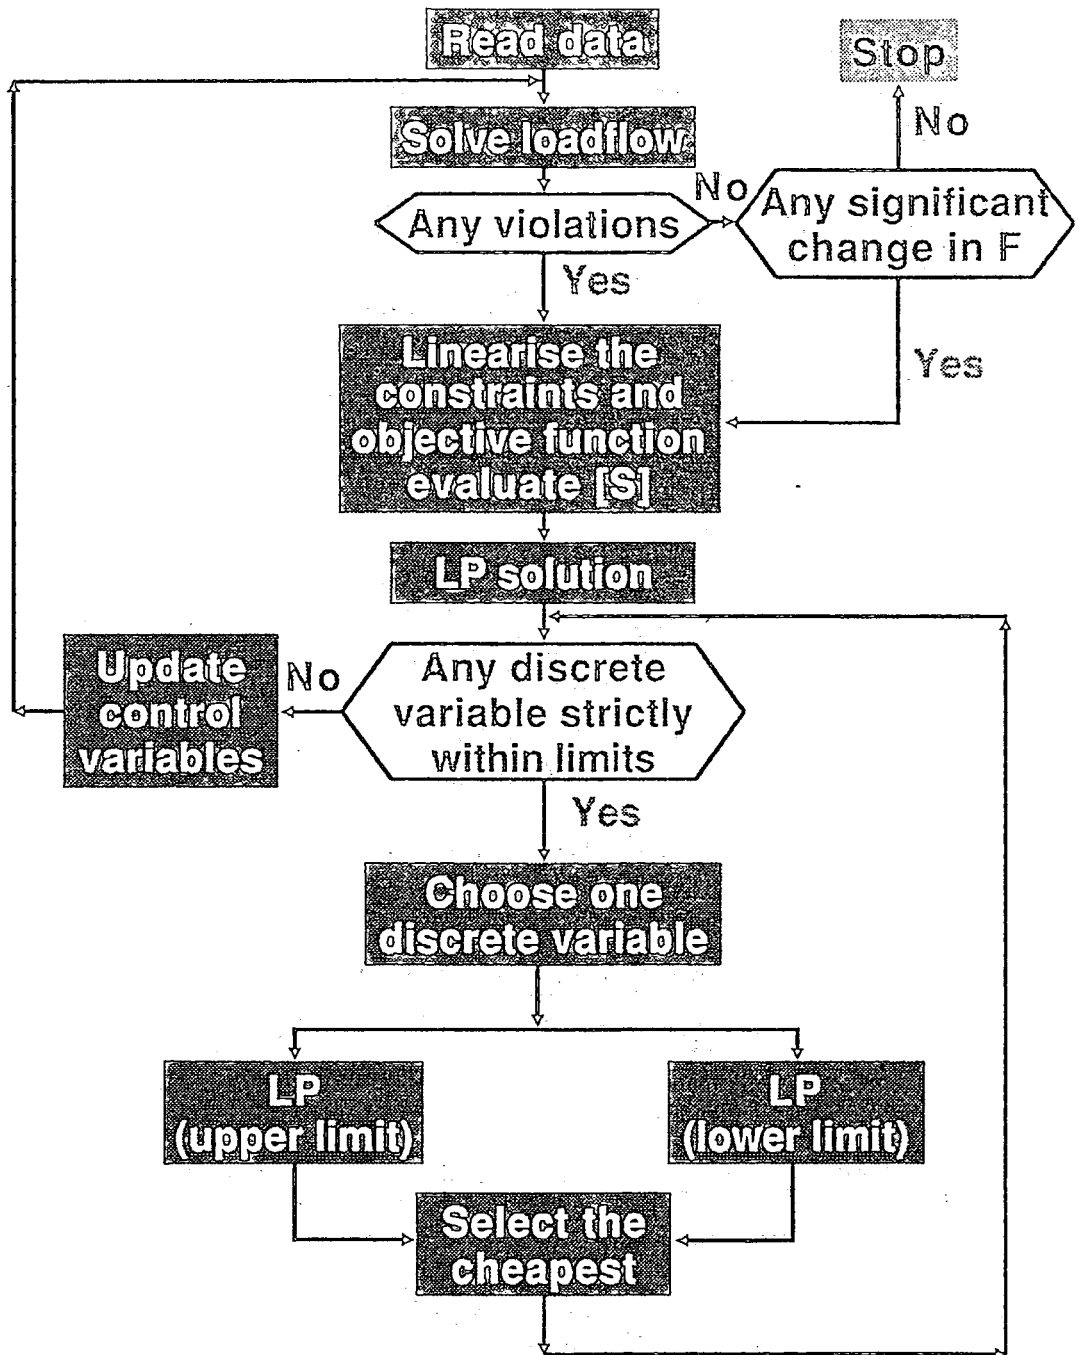 Read data
Stop
No
Solve loadflow
No
Any violations
Any significant
change in F
Yes
Linearise the
constraints and
objective function
evaluate [S]
Yes
LP solution
Update
control
variables
No
Any discrete
variable strictly
within limits
Yes
Choose one
discrete variable
LP
(upper limit)
LP
(lower limit)
Select the
cheapest